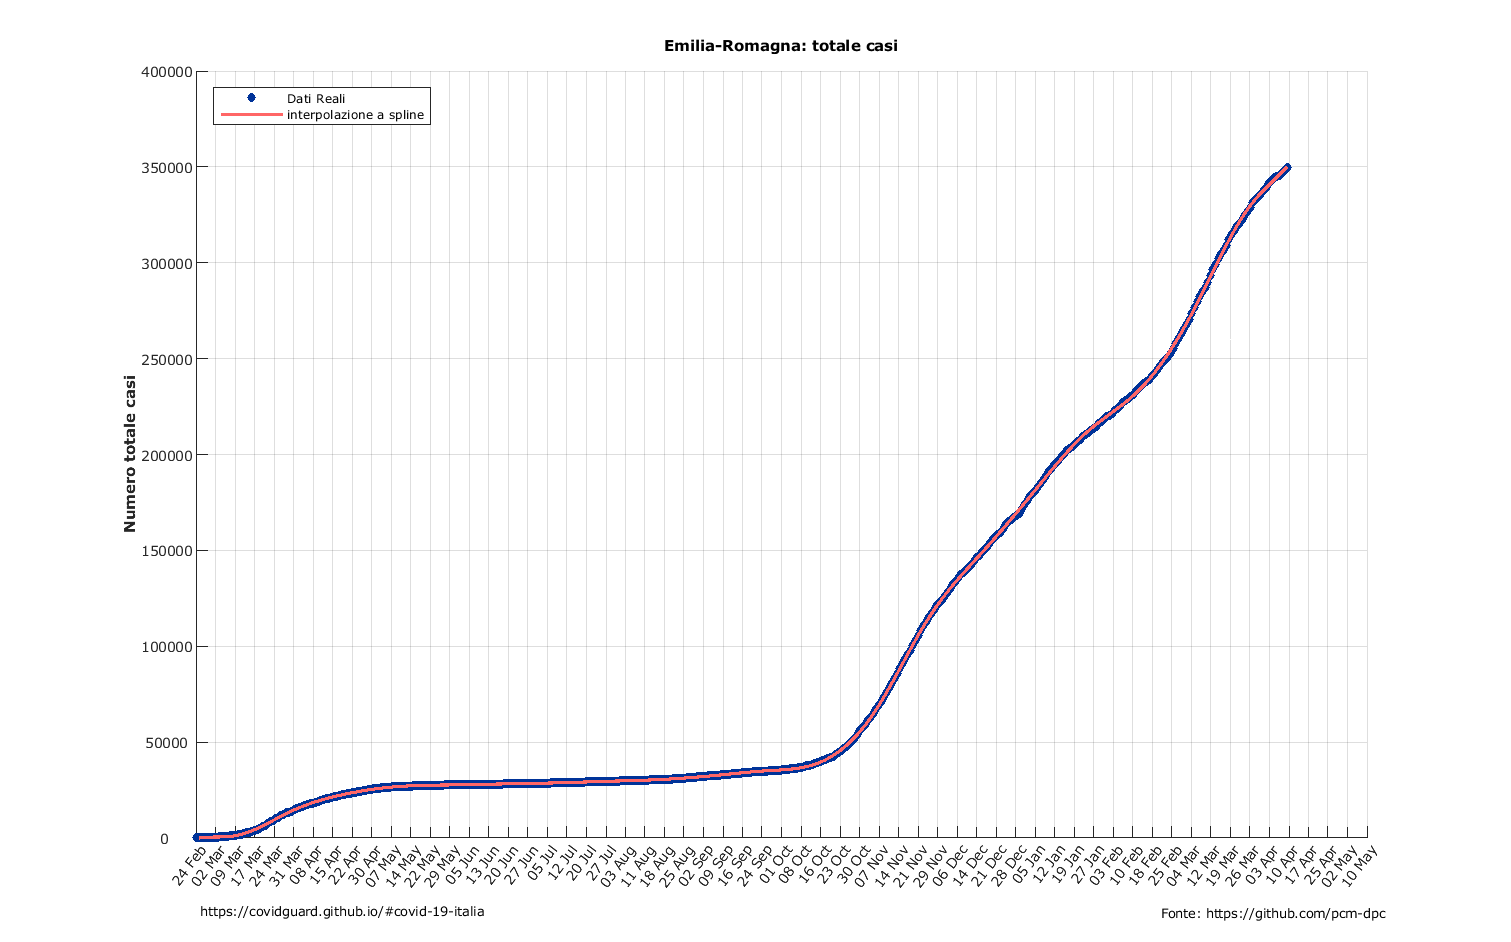 Emilia-Romagna: totale casi
400000
350000
300000
250000
200000
150000
100000
50000
0
Numero totale casi
Dati Reali
interpolazione a spline
24 Feb
02 Mar
09 Mar
17 Mar
24 Mar
31 Mar
08 Apr
15 Apr
22 Apr
30 Apr
07 May
14 May
22 May
29 May
05 Jun
13 Jun
20 Jun
27 Jun
05 Jul
12 Jul
20 Jul
27 Jul
03 Aug
11 Aug
18 Aug
25 Aug
02 Sep
09 Sep
16 Sep
24 Sep
01 Oct
08 Oct
16 Oct
23 Oct
30 Oct
07 Nov
14 Nov
21 Nov
29 Nov
06 Dec
14 Dec
21 Dec
28 Dec
05 Jan
12 Jan
19 Jan
27 Jan
03 Feb
10 Feb
18 Feb
25 Feb
04 Mar
12 Mar
19 Mar
26 Mar
03 Apr
10 Apr
17 Apr
25 Apr
02 May
10 May
https://covidguard.github.io/#covid-19-italia
Fonte: https://github.com/pcm-dpc